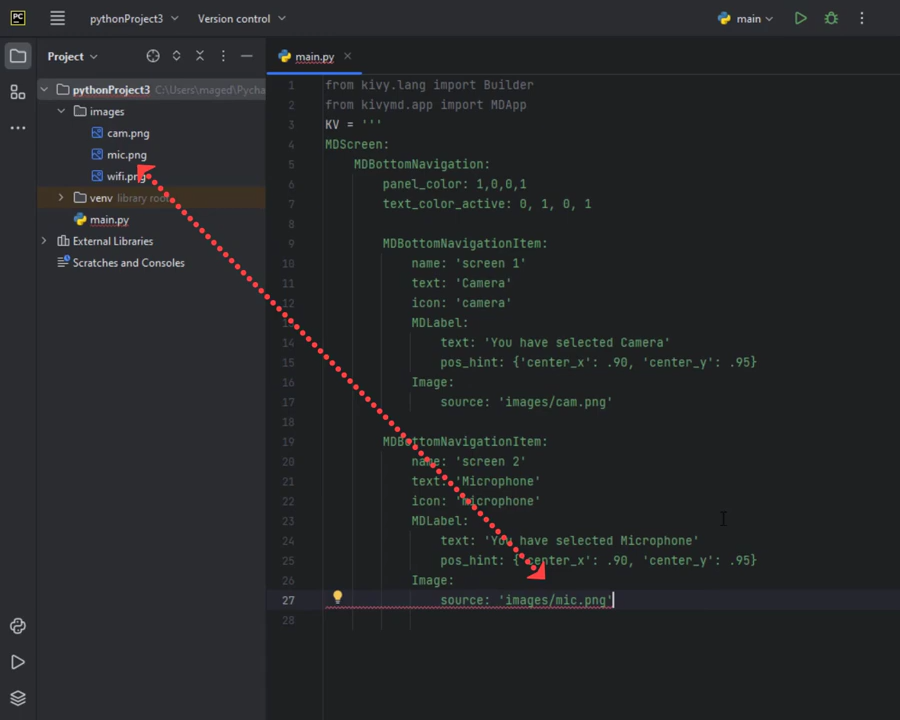 PC pythonProject3 Version control main
Project
main.py
pythonProject3 C:\Users\maged\Pycha
images
cam.png
mic.png
wifi.png
venv library root
main.py
External Libraries
Scratches and Consoles
1 from kivy.lang import Builder
2 from kivymd.app import MDApp
3 KV = '''
4 MDScreen:
5 MDBottomNavigation:
6 panel_color: 1,0,0,1
7 text_color_active: 0, 1, 0, 1
8
9 MDBottomNavigationItem:
10 name: 'screen 1'
11 text: 'Camera'
12 icon: 'camera'
13 MDLabel:
14 text: 'You have selected Camera'
15 pos_hint: {'center_x': .90, 'center_y': .95}
16 Image:
17 source: 'images/cam.png'
18
19 MDBottomNavigationItem:
20 name: 'screen 2'
21 text: 'Microphone'
22 icon: 'microphone'
23 MDLabel:
24 text: 'You have selected Microphone'
25 pos_hint: {'center_x': .90, 'center_y': .95}
26 Image:
27 source: 'images/mic.png'
28